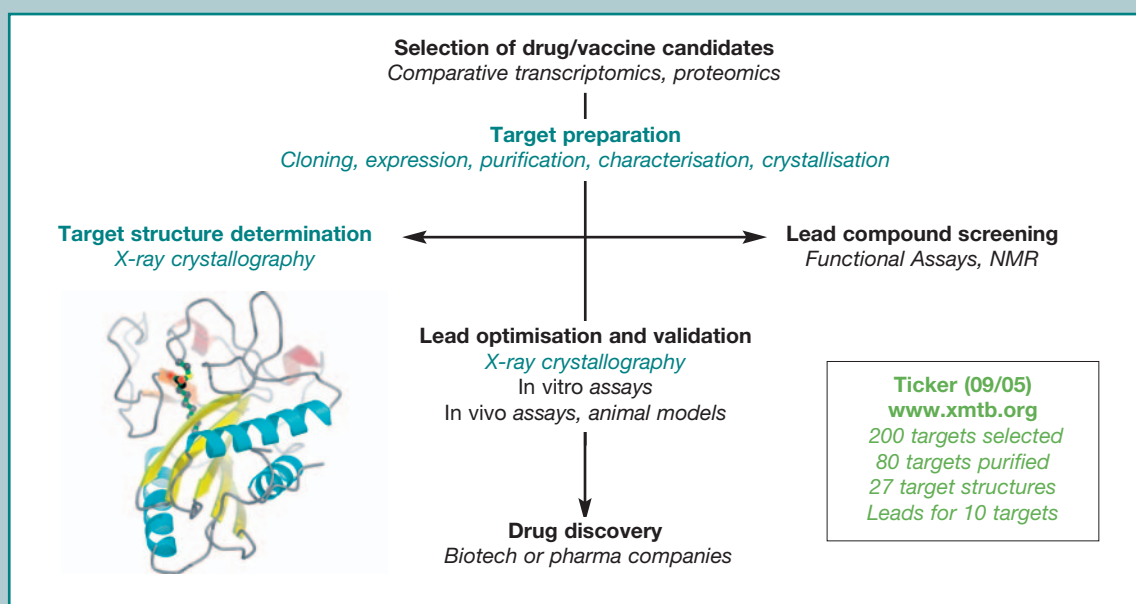 Selection of drug/vaccine candidates
Comparative transcriptomics, proteomics
Target preparation
Cloning, expression, purification, characterisation, crystallisation
Target structure determination
X-ray crystallography
Lead compound screening
Functional Assays, NMR
Lead optimisation and validation
X-ray crystallography
In vitro assays
In vivo assays, animal models
Drug discovery
Biotech or pharma companies
Ticker (09/05)
www.xmtb.org
200 targets selected
80 targets purified
27 target structures
Leads for 10 targets